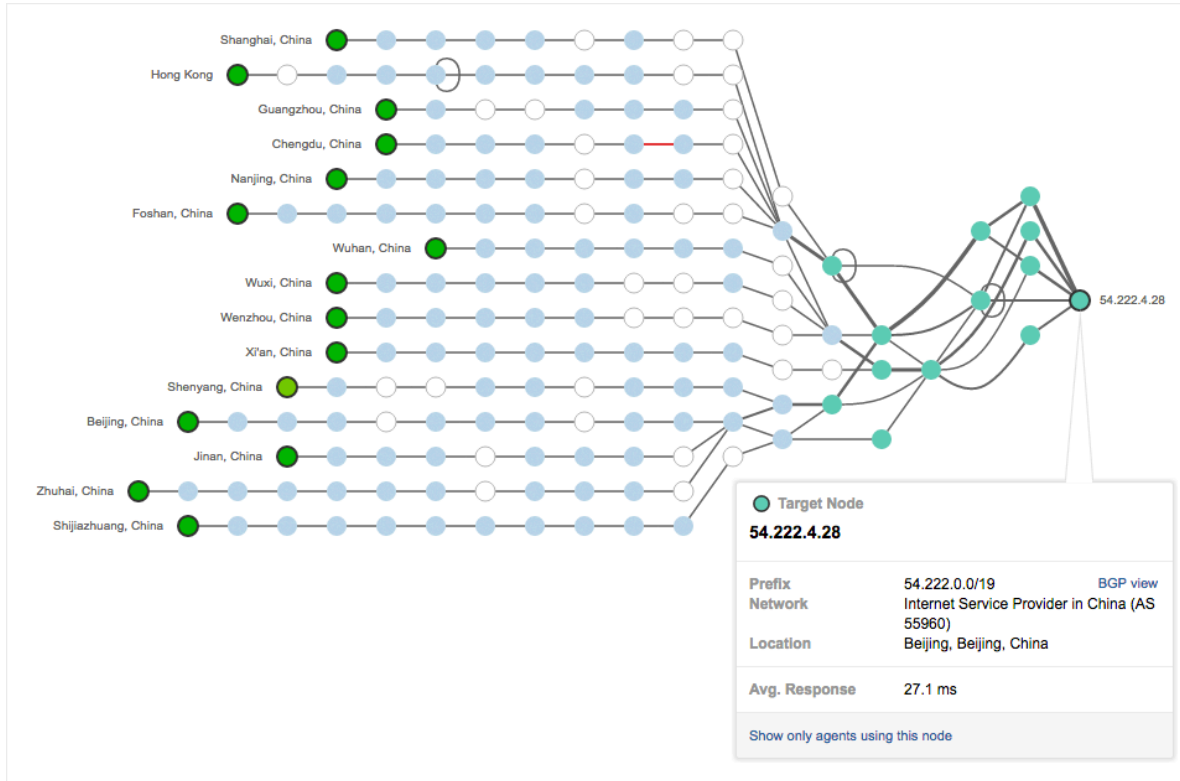 Shanghai, China
Hong Kong
Guangzhou, China
Chengdu, China
Nanjing, China
Foshan, China
Wuhan, China
Wuxi, China
Wenzhou, China
Xi'an, China
Shenyang, China
Beijing, China
Jinan, China
Zhuhai, China
Shijiazhuang, China
54.222.4.28
Target Node
54.222.4.28
Prefix 54.222.0.0/19 BGP view
Network Internet Service Provider in China (AS
55960)
Location Beijing, Beijing, China
Avg. Response 27.1 ms
Show only agents using this node